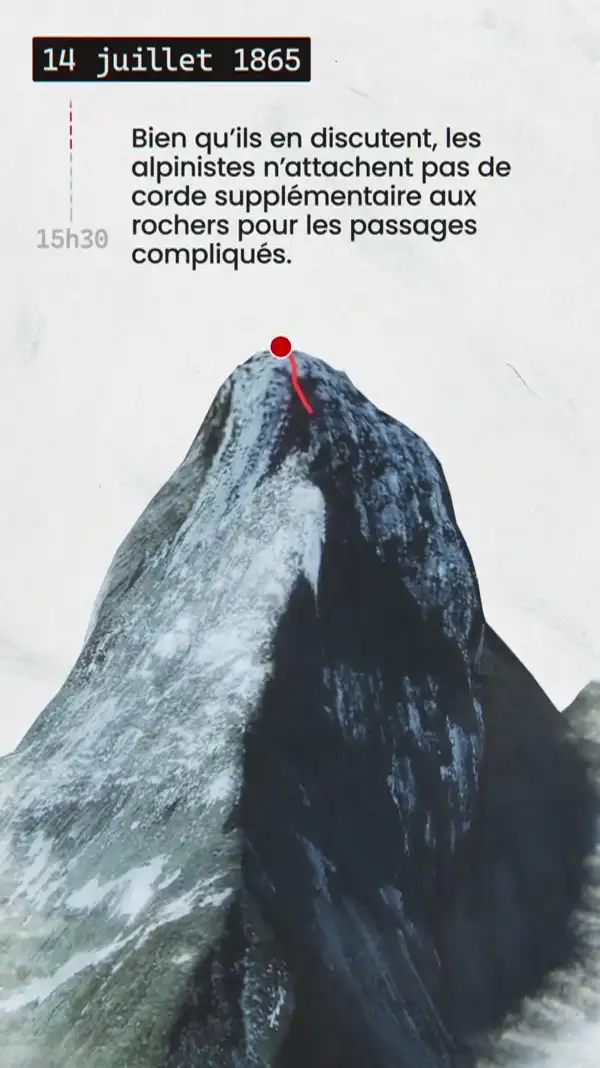 14 juillet 1865
Bien qu’ils en discutent, les
alpinistes n’attachent pas de
corde supplémentaire aux
rochers pour les passages
compliqués.
15h30